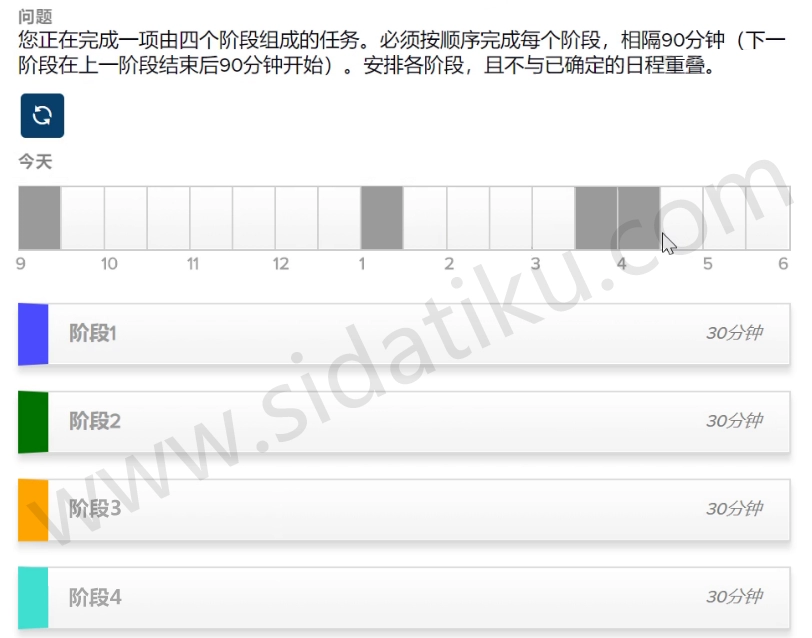 问题
您正在完成一项由四个阶段组成的任务。必须按顺序完成每个阶段，相隔90分钟（下一
阶段在上一阶段结束后90分钟开始）。安排各阶段，且不与已确定的日程重叠。
今天
9 10 11 12 1 2 3 4 5 6
阶段1 30分钟
阶段2 30分钟
阶段3 30分钟
阶段4 30分钟
www.sidatiku.com